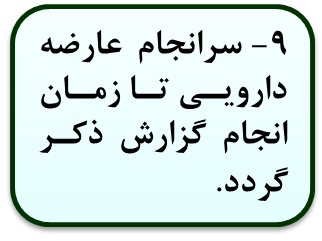 ۹- سرانجام عارضه
دارویی تا زمان
انجام گزارش ذکر
گردد.